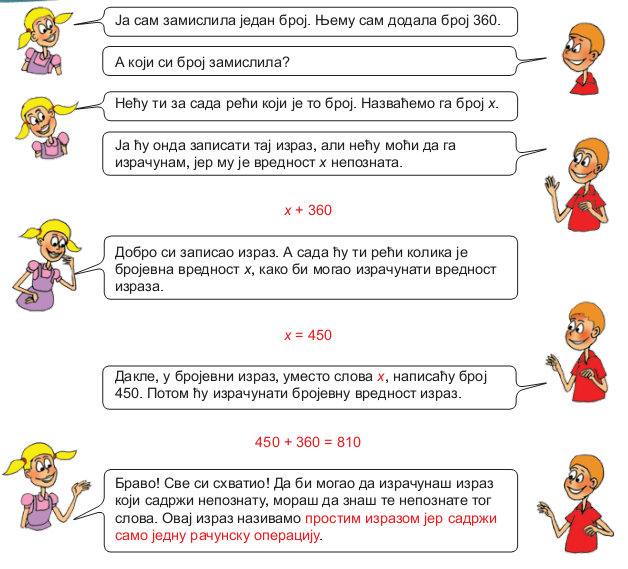 Ја сам замислила један број. Њему сам додала број 360.
А који си број замислила?
Нећу ти за сада рећи који је то број. Назваћемо га број x.
Ја ћу онда записати тај израз, али нећу моћи да га
израчунам, јер му је вредност x непозната.
x + 360
Добро си записао израз. А сада ћу ти рећи колика је
бројевна вредност x, како би могао израчунати вредност
израза.
x = 450
Дакле, у бројевни израз, уместо слова x, написаћу број
450. Потом ћу израчунати бројевну вредност израз.
450 + 360 = 810
Браво! Све си схватио! Да би могао да израчунаш израз
који садржи непознату, мораш да знаш те непознате тог
слова. Овај израз називамо простим изразом јер садржи
само једну рачунску операцију.